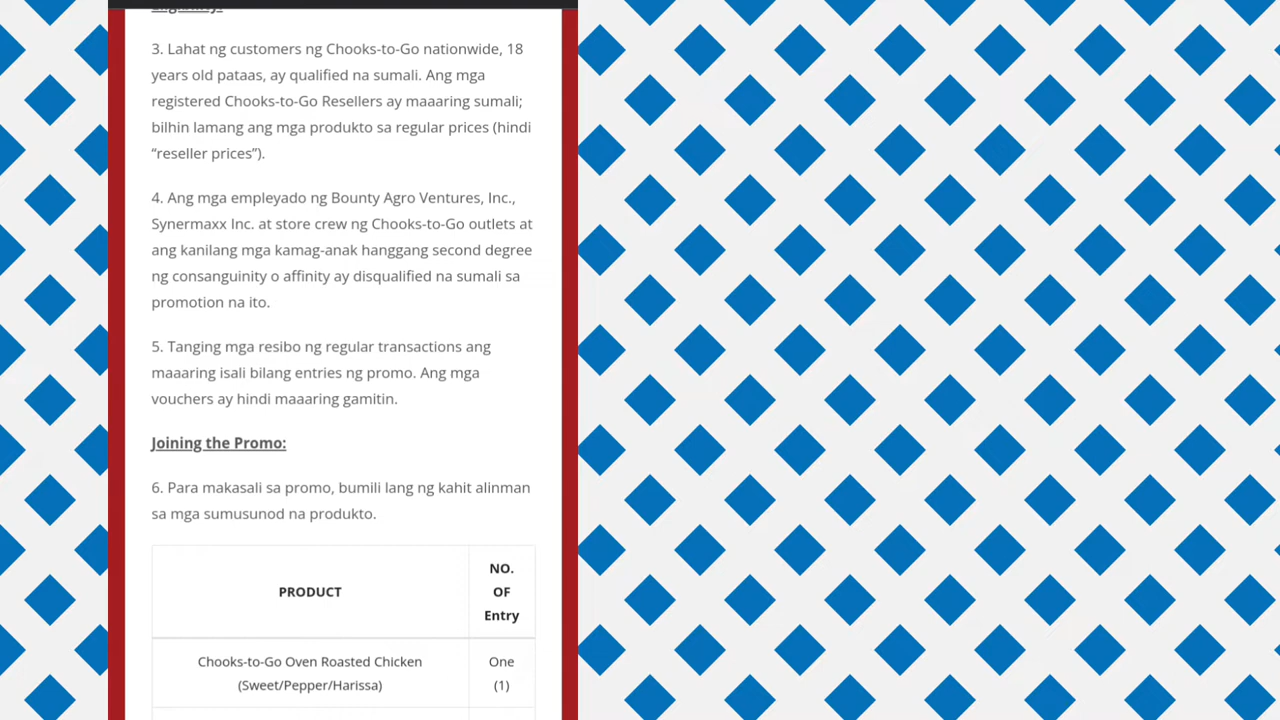 3. Lahat ng customers ng Chooks-to-Go nationwide, 18
years old pataas, ay qualified na sumali. Ang mga
registered Chooks-to-Go Resellers ay maaaring sumali;
bilhin lamang ang mga produkto sa regular prices (hindi
“reseller prices”).
4. Ang mga empleyado ng Bounty Agro Ventures, Inc.,
Synermaxx Inc. at store crew ng Chooks-to-Go outlets at
ang kanilang mga kamag-anak hanggang second degree
ng consanguinity o affinity ay disqualified na sumali sa
promotion na ito.
5. Tanging mga resibo ng regular transactions ang
maaaring isali bilang entries ng promo. Ang mga
vouchers ay hindi maaaring gamitin.
Joining the Promo:
6. Para makasali sa promo, bumili lang ng kahit alinman
sa mga sumusunod na produkto.
NO.
PRODUCT OF
Entry
Chooks-to-Go Oven Roasted Chicken One
(Sweet/Pepper/Harissa) (1)